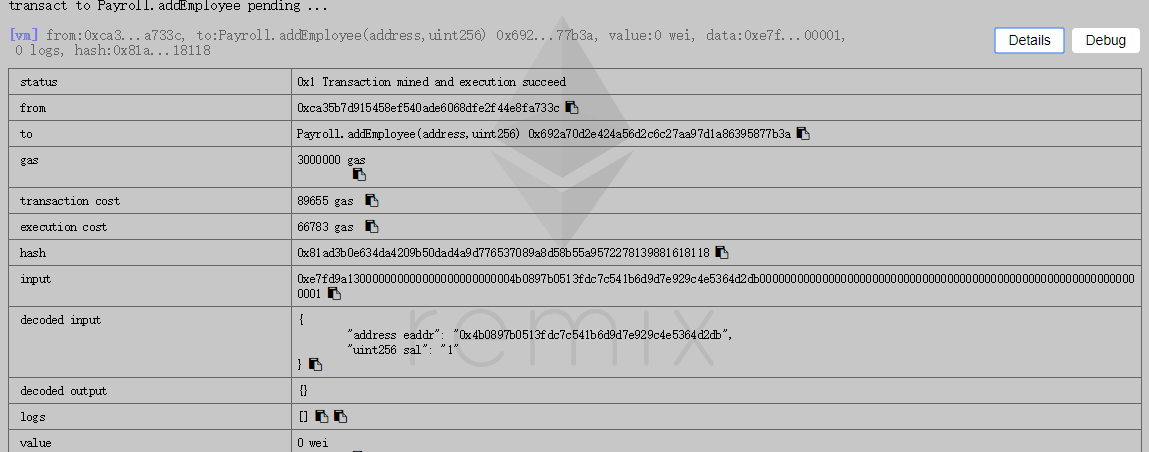 transact to Payroll.addEmployee pending ...
[vm] from:0xca3...a733c, to:Payroll.addEmployee(address,uint256) 0x692...77b3a, value:0 wei, data:0xe7f...00001,
0 logs, hash:0x81a...18118
Details
Debug
status 0x1 Transaction mined and execution succeed
from 0xca35b7d915458ef540ade6068dfe2f44e8fa733c
to Payroll.addEmployee(address,uint256) 0x692a70d2e424a56d2c6c27aa97d1a86395877b3a
gas 3000000 gas
transaction cost 89655 gas
execution cost 66783 gas
hash 0x81ad3b0e634da4209b50dad4a9d776537089a8d58b55a9572278139881618118
input 0xe7fd9a130000000000000000000000004b0897b0513fdc7c541b6d9d7e929c4e5364d2db000000000000000000000000000000000000000000000000000000000000
0001
decoded input {
"address eaddr": "0x4b0897b0513fdc7c541b6d9d7e929c4e5364d2db",
"uint256 sal": "1"
}
decoded output {}
logs []
value 0 wei
remix